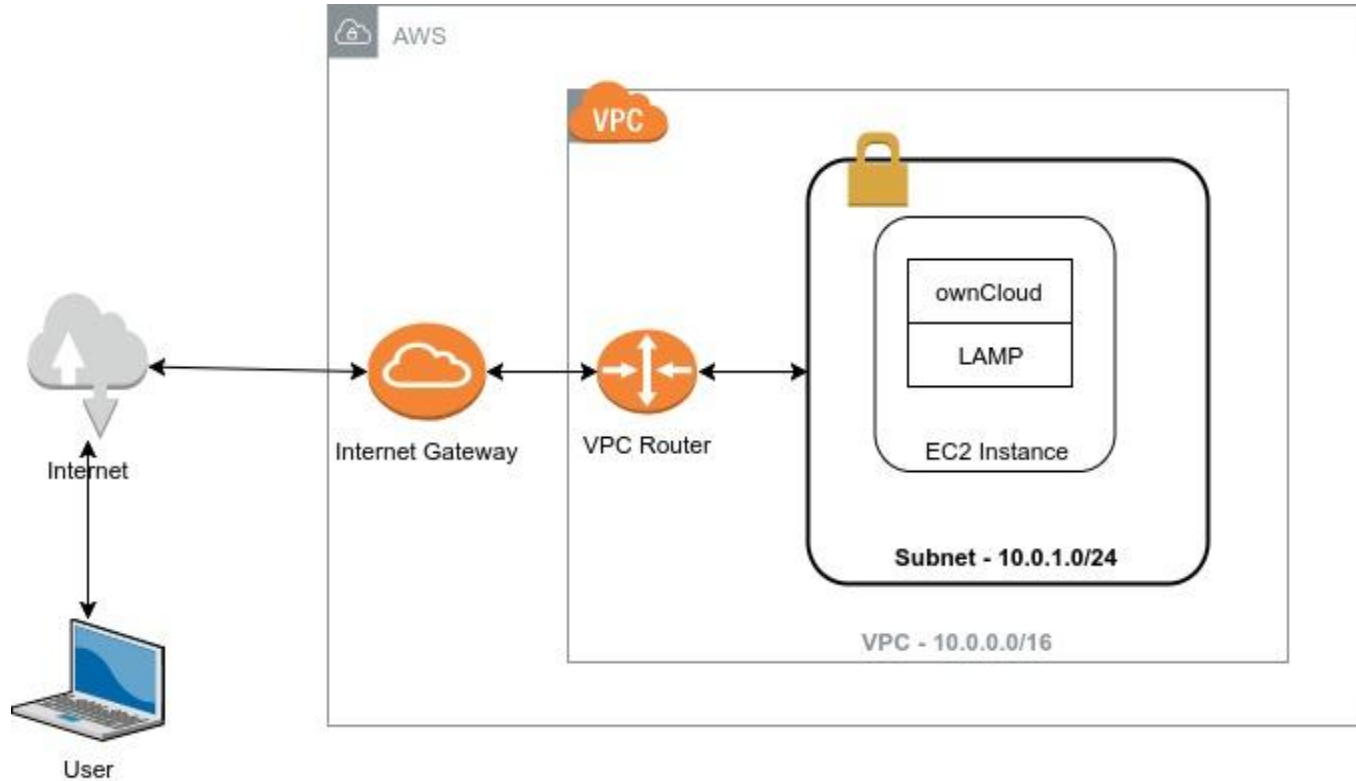 AWS
VPC
ownCloud
LAMP
EC2 Instance
Internet Gateway
VPC Router
Internet
Subnet - 10.0.1.0/24
VPC - 10.0.0.0/16
User